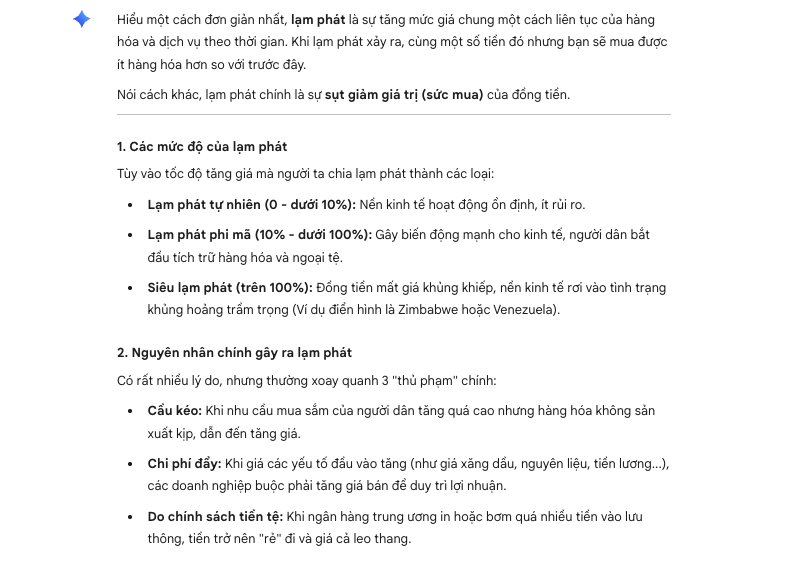 Hiểu một cách đơn giản nhất, lạm phát là sự tăng mức giá chung một cách liên tục của hàng
hóa và dịch vụ theo thời gian. Khi lạm phát xảy ra, cùng một số tiền đó nhưng bạn sẽ mua được
ít hàng hóa hơn so với trước đây.
Nói cách khác, lạm phát chính là sự sụt giảm giá trị (sức mua) của đồng tiền.
1. Các mức độ của lạm phát
Tùy vào tốc độ tăng giá mà người ta chia lạm phát thành các loại:
• Lạm phát tự nhiên (0 - dưới 10%): Nền kinh tế hoạt động ổn định, ít rủi ro.
• Lạm phát phi mã (10% - dưới 100%): Gây biến động mạnh cho kinh tế, người dân bắt
đầu tích trữ hàng hóa và ngoại tệ.
• Siêu lạm phát (trên 100%): Đồng tiền mất giá khủng khiếp, nền kinh tế rơi vào tình trạng
khủng hoảng trầm trọng (Ví dụ điển hình là Zimbabwe hoặc Venezuela).
2. Nguyên nhân chính gây ra lạm phát
Có rất nhiều lý do, nhưng thường xoay quanh 3 "thủ phạm" chính:
• Cầu kéo: Khi nhu cầu mua sắm của người dân tăng quá cao nhưng hàng hóa không sản
xuất kịp, dẫn đến tăng giá.
• Chi phí đẩy: Khi giá các yếu tố đầu vào tăng (như giá xăng dầu, nguyên liệu, tiền lương...),
các doanh nghiệp buộc phải tăng giá bán để duy trì lợi nhuận.
• Do chính sách tiền tệ: Khi ngân hàng trung ương in hoặc bơm quá nhiều tiền vào lưu
thông, tiền trở nên "rẻ" đi và giá cả leo thang.